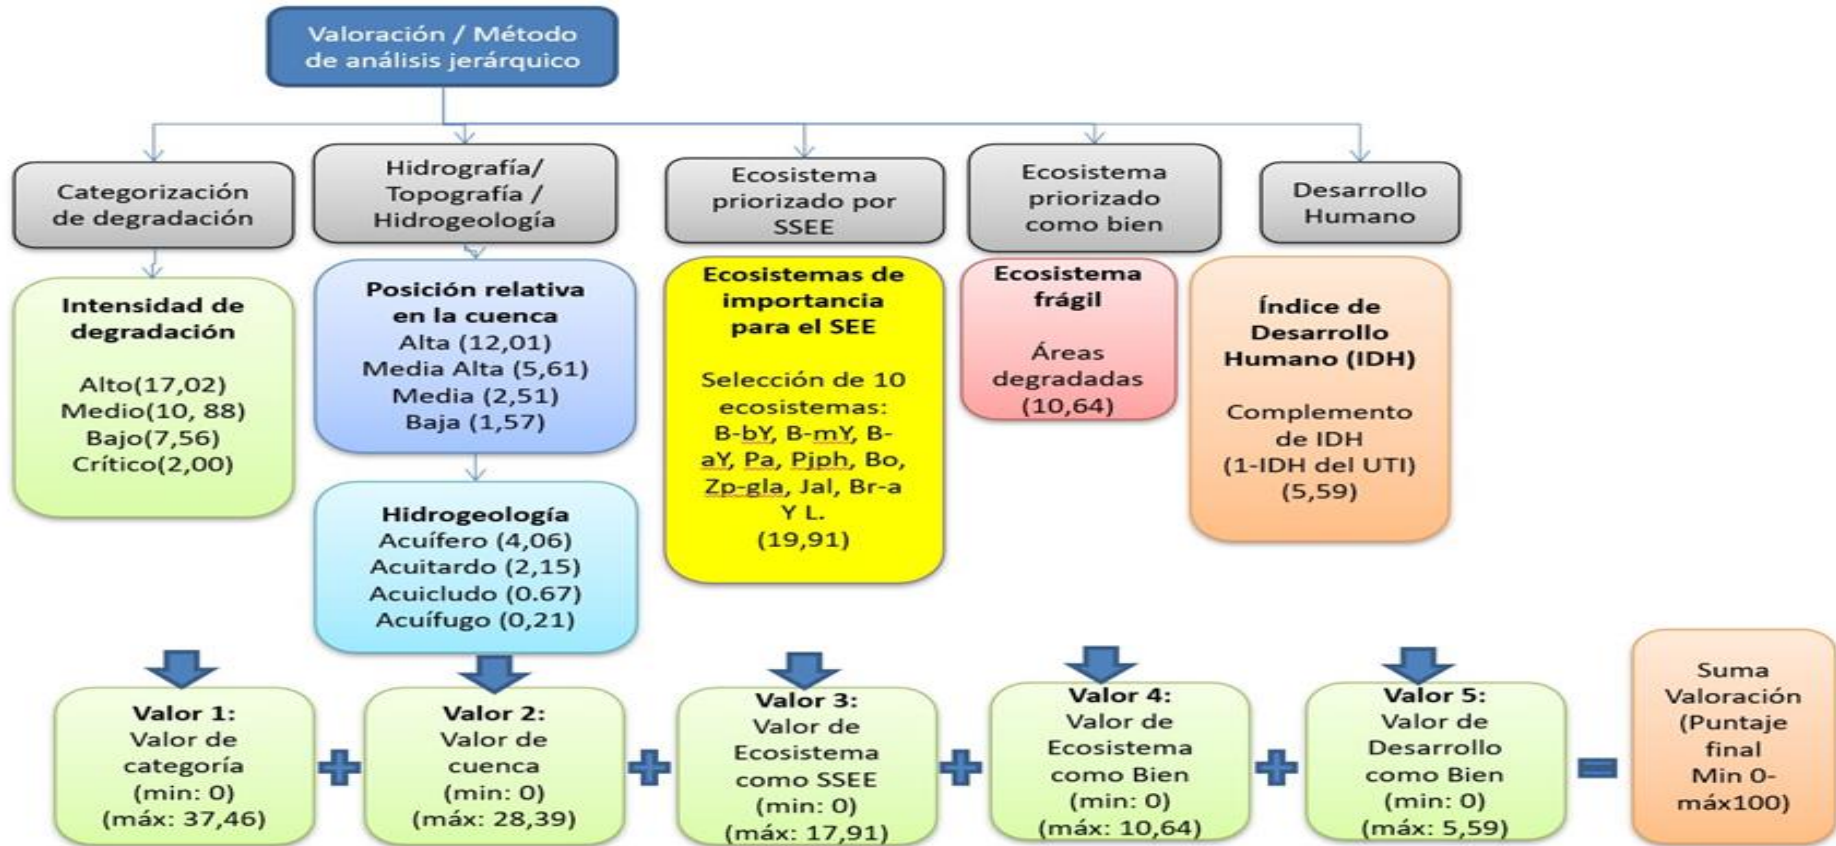 Valoración / Método
de análisis jerárquico
Categorización
de degradación
Hidrografía/
Topografía /
Hidrogeología
Ecosistema
priorizado por
SSEE
Ecosistema
priorizado
como bien
Desarrollo
Humano
Intensidad de
degradación
Alto(17,02)
Medio(10, 88)
Bajo(7,56)
Crítico(2,00)
Posición relativa
en la cuenca
Alta (12,01)
Media Alta (5,61)
Media (2,51)
Baja (1,57)
Hidrogeología
Acuífero (4,06)
Acuitardo (2,15)
Acuicludo (0.67)
Acuífugo (0,21)
Ecosistemas de
importancia
para el SEE
Selección de 10
ecosistemas:
B-bY, B-mY, B-
aY, Pa, Pjph, Bo,
Zp-gla, Jal, Br-a
Y L.
(19,91)
Ecosistema
frágil
Áreas
degradadas
(10,64)
Índice de
Desarrollo
Humano (IDH)
Complemento
de IDH
(1-IDH del UTI)
(5,59)
Valor 1:
Valor de
categoría
(min: 0)
(máx: 37,46)
Valor 2:
Valor de
cuenca
(min: 0)
(máx: 28,39)
Valor 3:
Valor de
Ecosistema
como SSEE
(min: 0)
(máx: 17,91)
Valor 4:
Valor de
Ecosistema
como Bien
(min: 0)
(máx: 10,64)
Valor 5:
Valor de
Desarrollo
como Bien
(min: 0)
(máx: 5,59)
Suma
Valoración
(Puntaje
final
Min 0-
máx100)